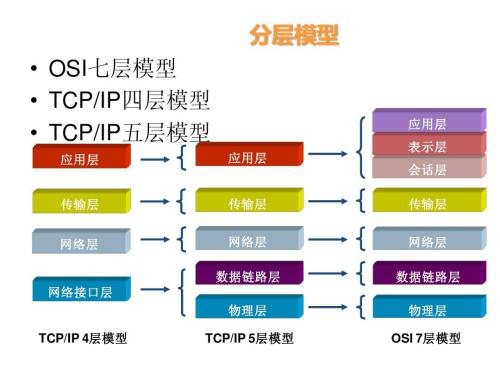 分层模型
• OSI七层模型
• TCP/IP四层模型
• TCP/IP五层模型
应用层
传输层
网络层
网络接口层
TCP/IP 4层模型
应用层
传输层
网络层
数据链路层
物理层
TCP/IP 5层模型
应用层
表示层
会话层
传输层
网络层
数据链路层
物理层
OSI 7层模型